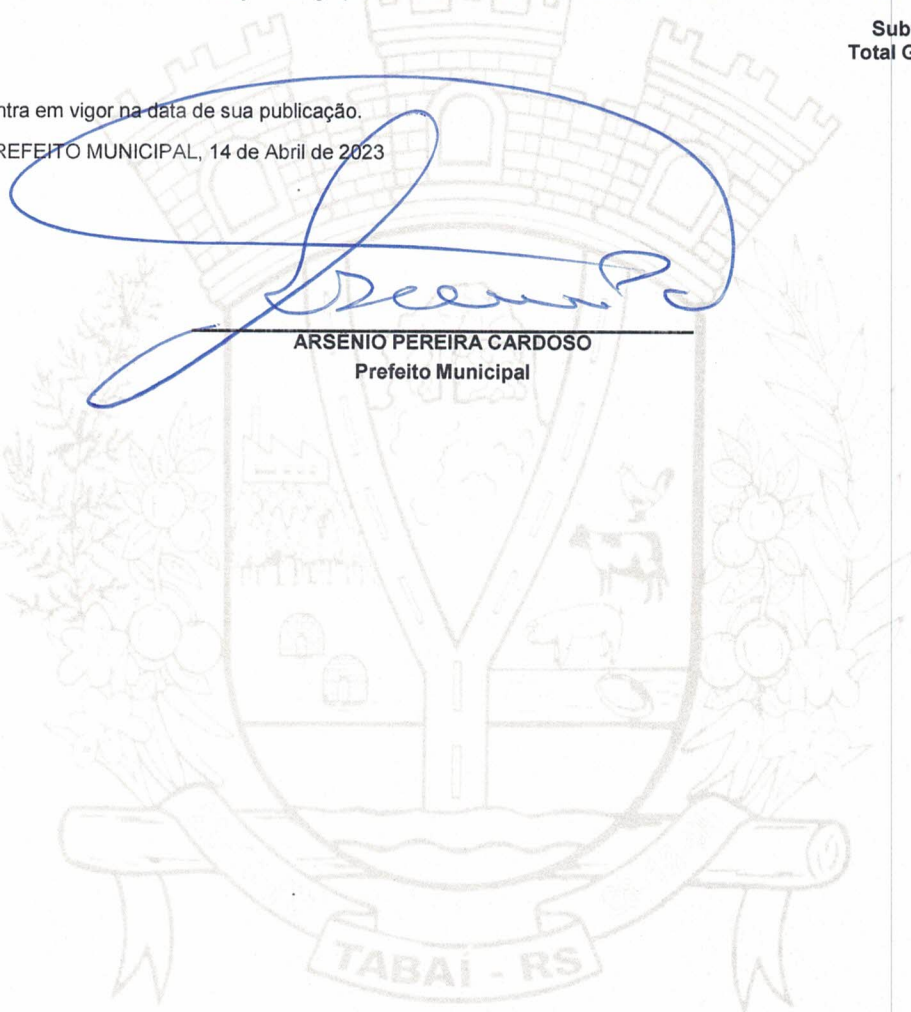 Sub
Total G
ntra em vigor na data de sua publicação.
REFEITO MUNICIPAL, 14 de Abril de 2023
ARSENIO PEREIRA CARDOSO
Prefeito Municipal
TABAÍ - RS